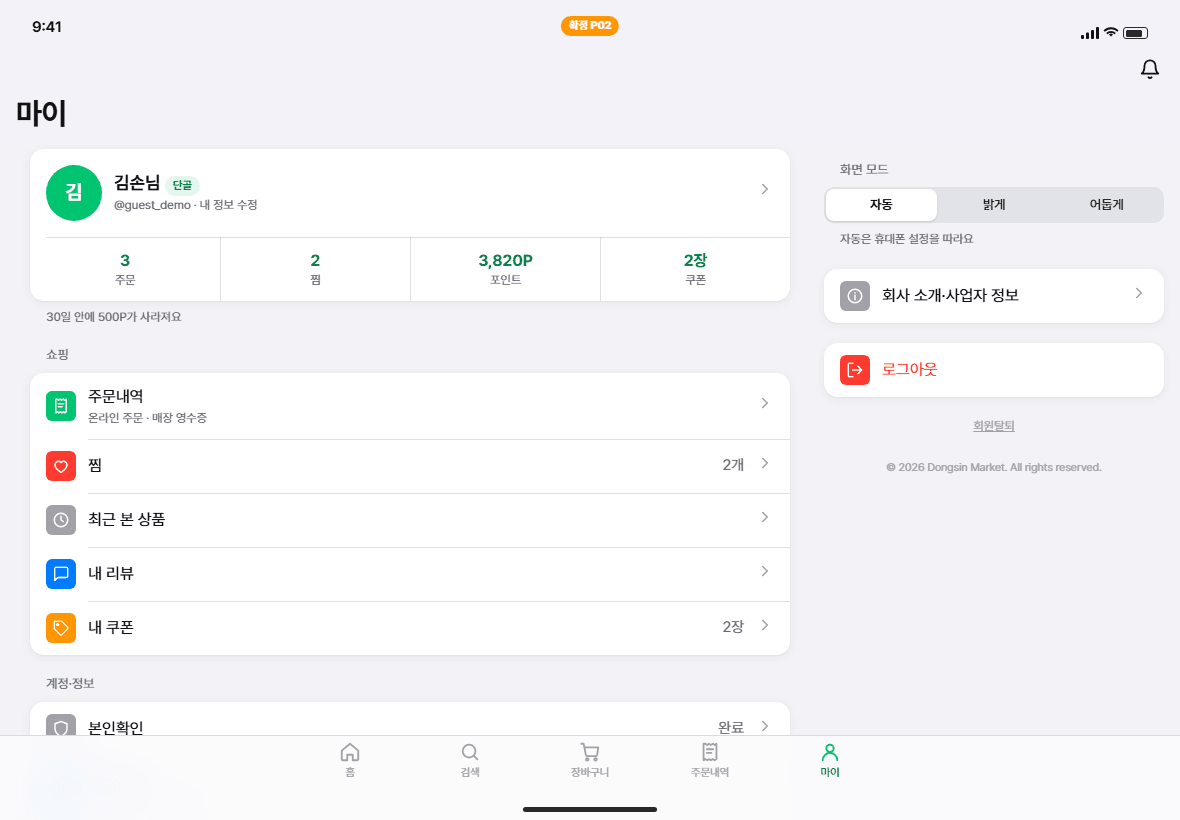 9:41
확정 P02
마이
김
김손님 단골
@guest_demo · 내 정보 수정
3
주문
2
찜
3,820P
포인트
2장
쿠폰
30일 안에 500P가 사라져요
쇼핑
주문내역
온라인 주문 · 매장 영수증
찜 2개
최근 본 상품
내 리뷰
내 쿠폰 2장
계정·정보
본인확인 완료
화면 모드
자동 밝게 어둡게
자동은 휴대폰 설정을 따라요
회사 소개·사업자 정보
로그아웃
회원탈퇴
© 2026 Dongsin Market. All rights reserved.
홈 검색 장바구니 주문내역 마이